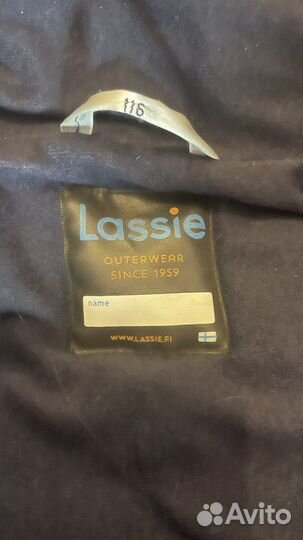 116
Lassie
OUTERWEAR
SINCE 1959
name
WWW.LASSIE.FI
Avito